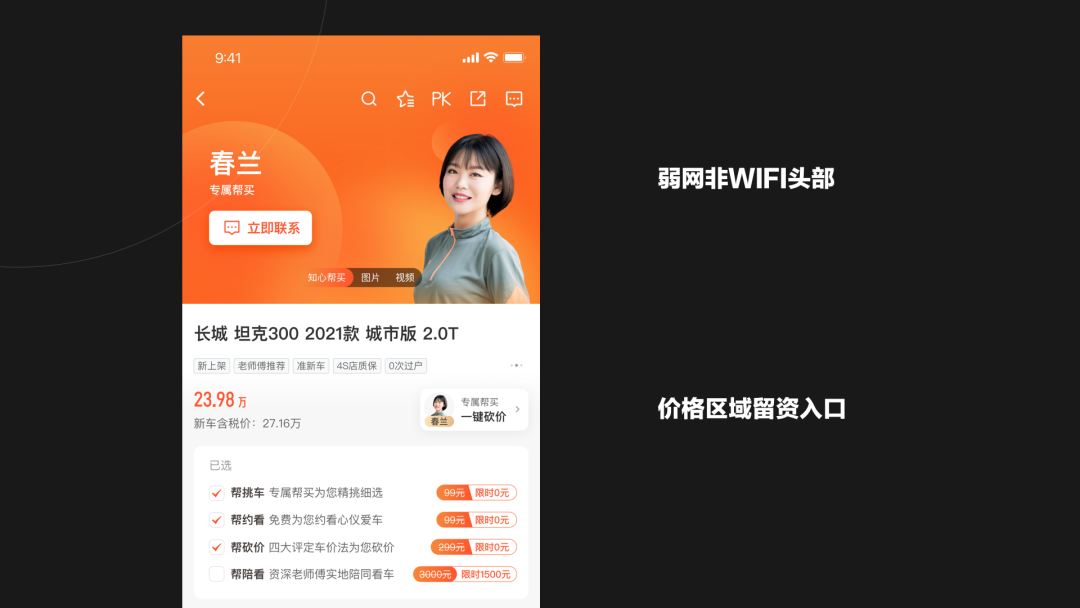 9:41
PK
春兰
专属帮买
立即联系
知心帮买 图片 视频
长城 坦克300 2021款 城市版 2.0T
新上架 老师傅推荐 准新车 4S店质保 0次过户
23.98 万
新车含税价：27.16万
专属帮买
一键砍价
春兰
已选
帮挑车 专属帮买为您精挑细选 99元 限时0元
帮约看 免费为您约看心仪爱车 99元 限时0元
帮砍价 四大评定车价法为您砍价 299元 限时0元
帮陪看 资深老师傅实地陪同看车 3000元 限时1500元
弱网非WIFI头部
价格区域留资入口